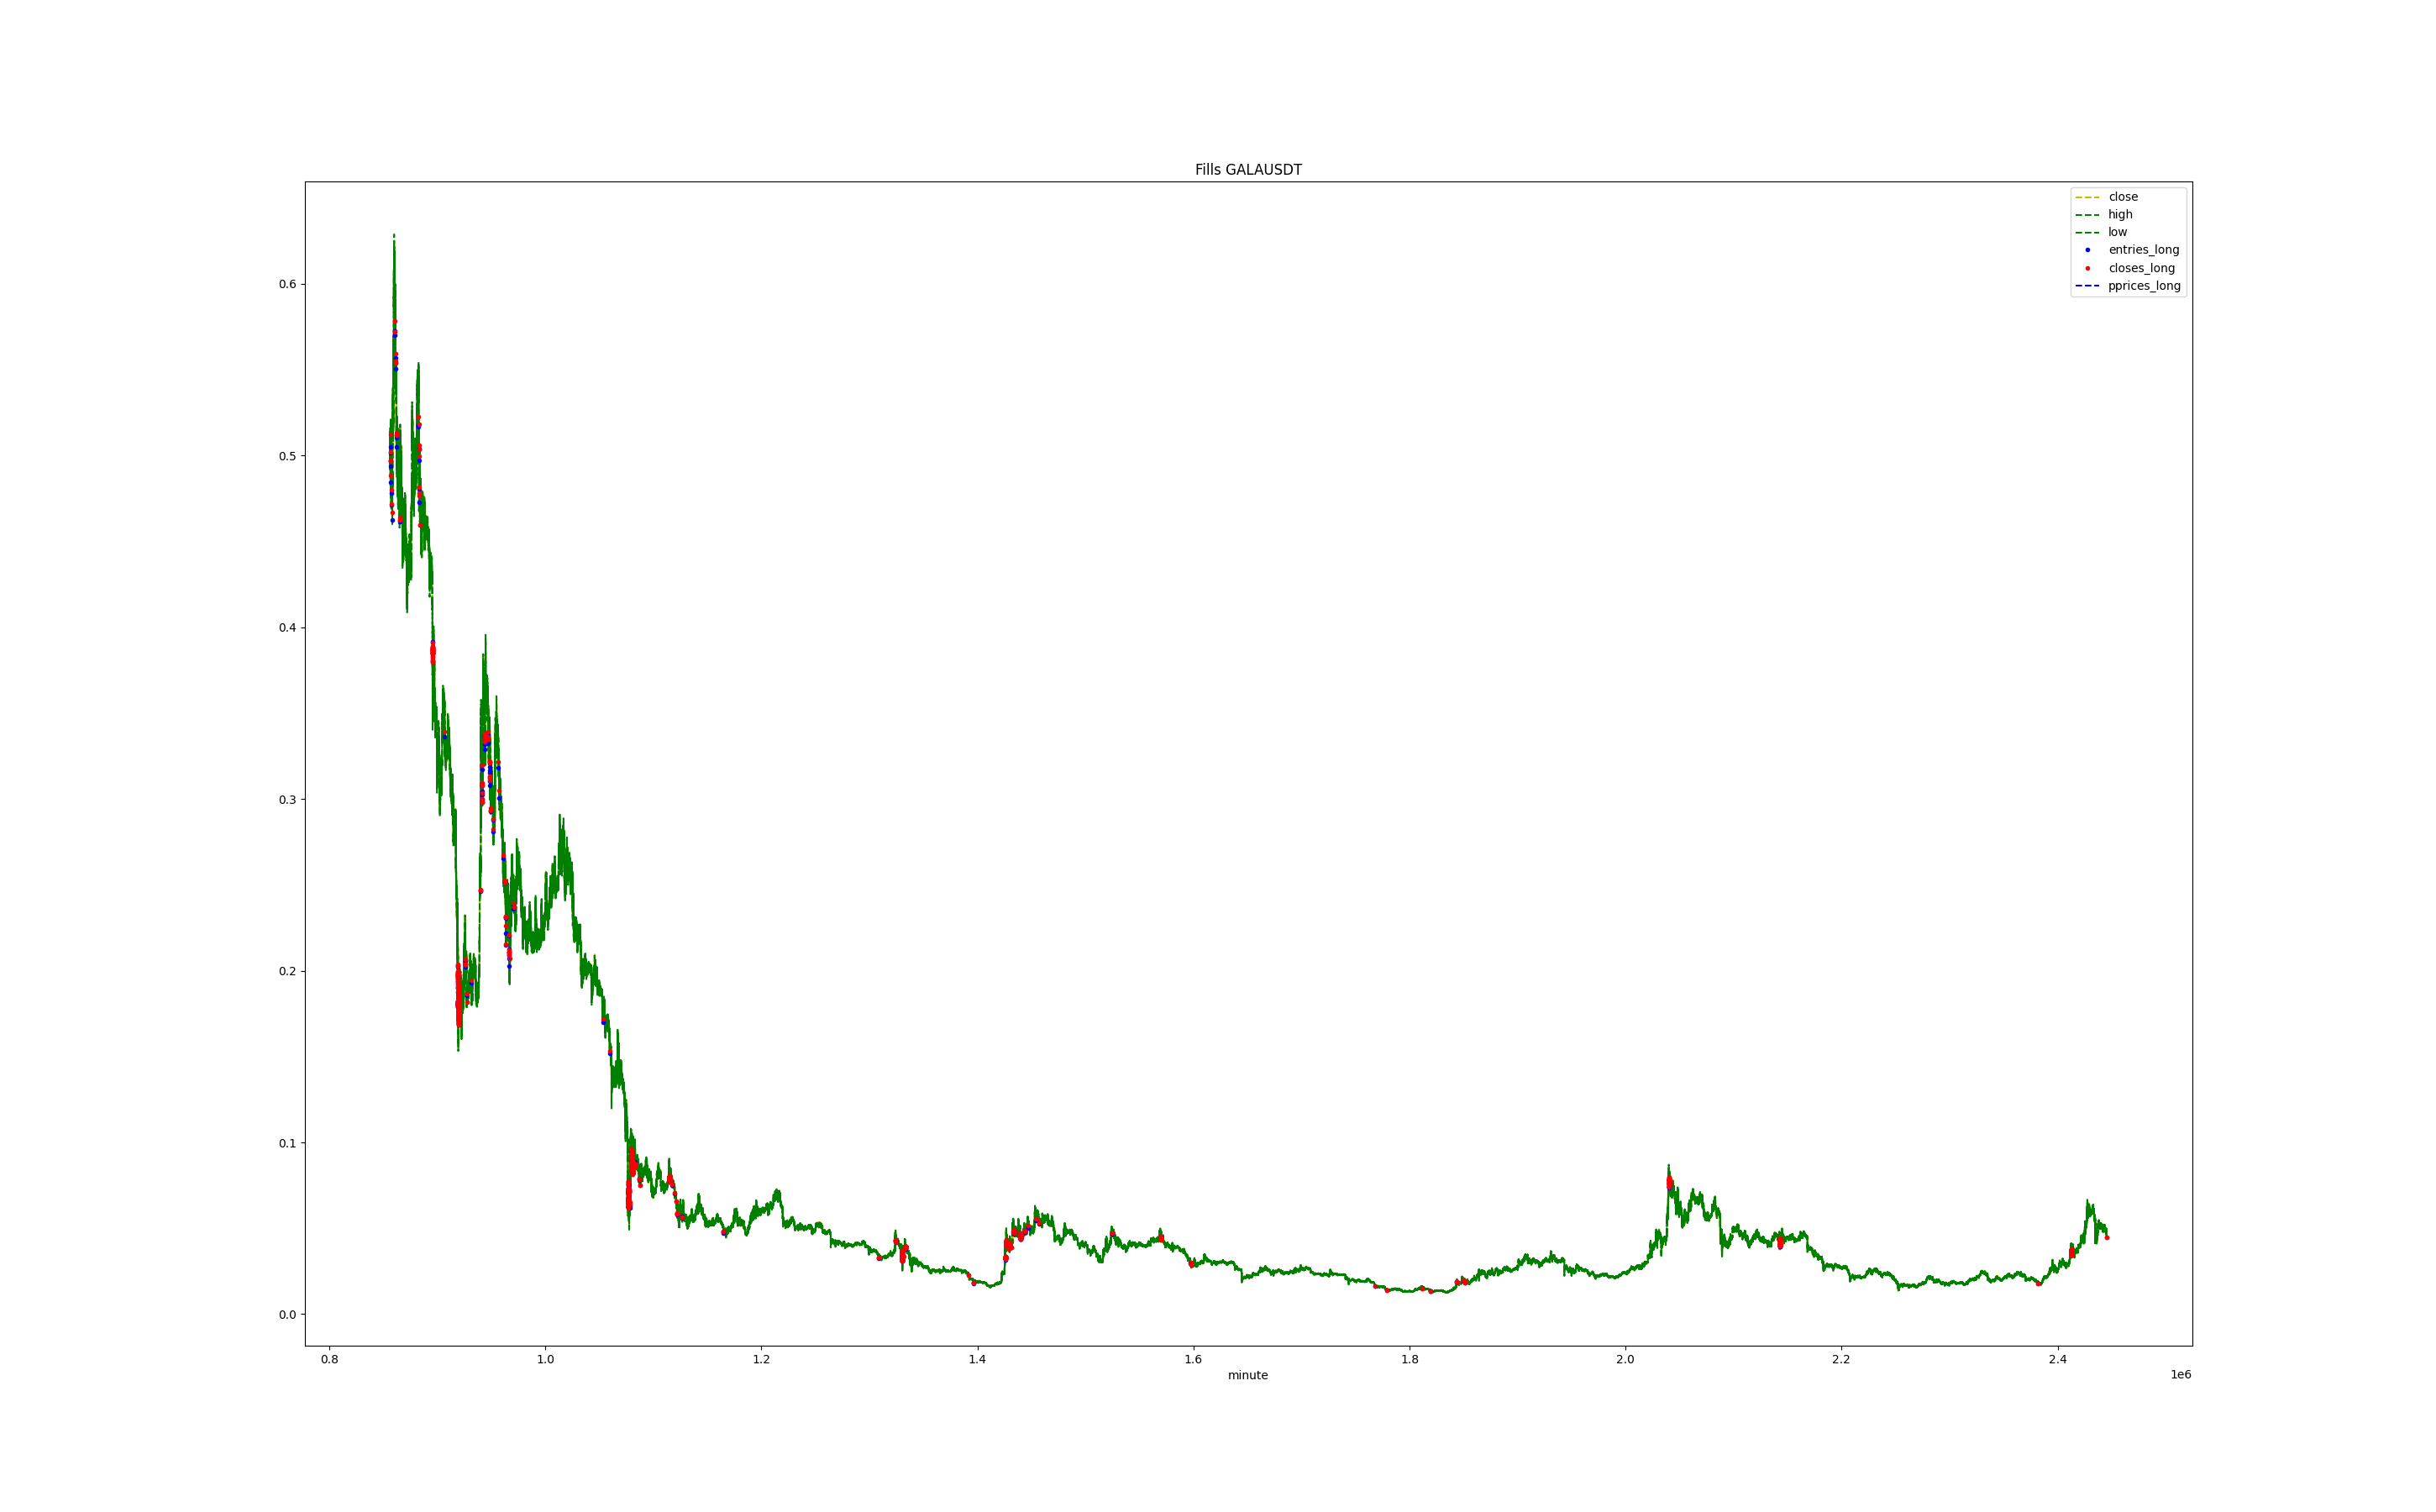 Fills GALAUSDT
close
high
low
entries_long
closes_long
pprices_long
0.6
0.5
0.4
0.3
0.2
0.1
0.0
0.8 1.0 1.2 1.4 1.6 1.8 2.0 2.2 2.4
minute 1e6